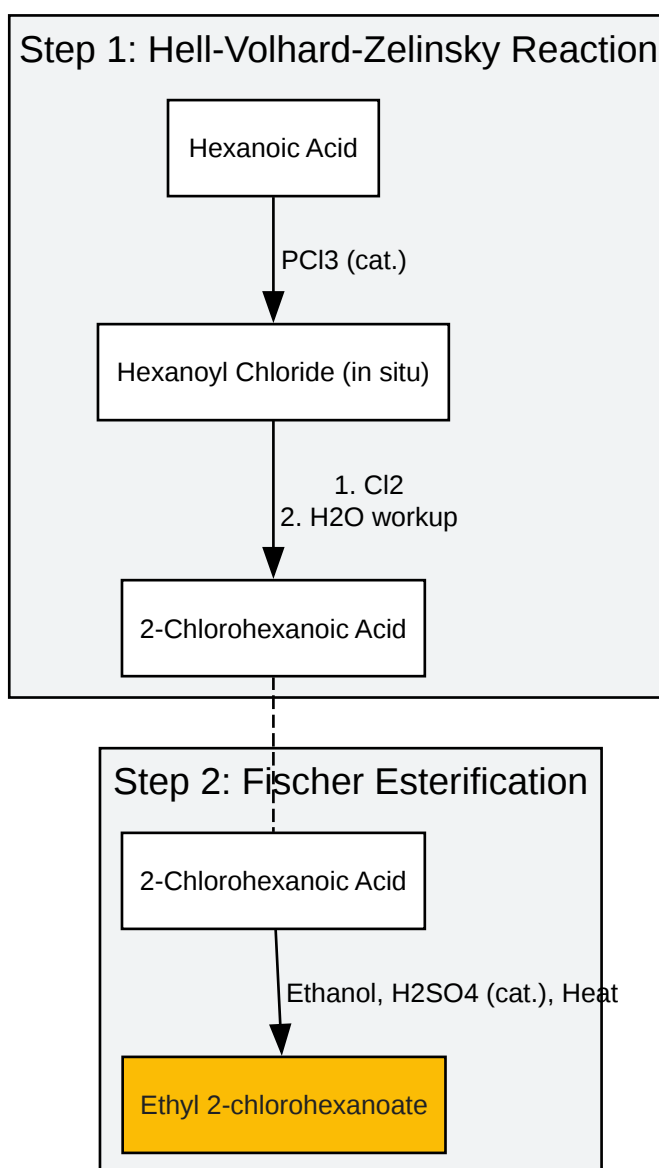 Step 1: Hell-Volhard-Zelinsky Reaction
Hexanoic Acid
PCl3 (cat.)
Hexanoyl Chloride (in situ)
1. Cl2
2. H2O workup
2-Chlorohexanoic Acid
Step 2: Fischer Esterification
2-Chlorohexanoic Acid
Ethanol, H2SO4 (cat.), Heat
Ethyl 2-chlorohexanoate